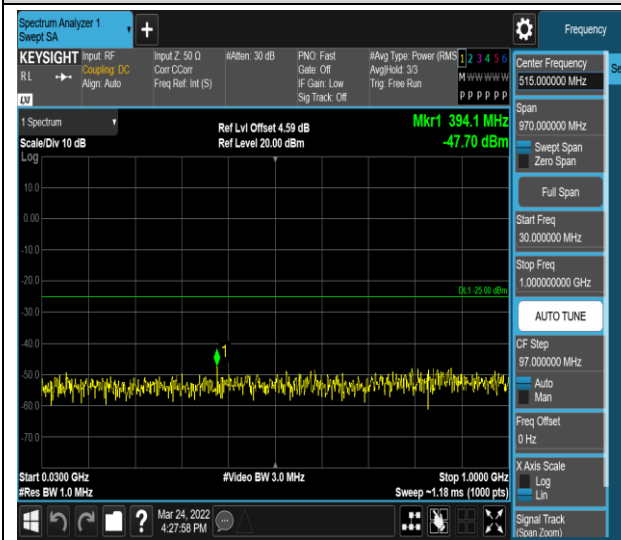 Spectrum Analyzer 1
Swept SA
+
Frequency
KEYSIGHT
RL
LXI
Input: RF
Coupling: DC
Align: Auto
Input Z: 50 Ω
Corr CCorr
Freq Ref: Int (S)
#Atten: 30 dB
PNO: Fast
Gate: Off
IF Gain: Low
Sig Track: Off
#Avg Type: Power (RMS
Avg|Hold: 3/3
Trig: Free Run
1 2 3 4 5 6
M W W W W W
P P P P P P
1 Spectrum
Scale/Div 10 dB
Log
Ref Lvl Offset 4.59 dB
Ref Level 20.00 dBm
Mkr1 394.1 MHz
-47.70 dBm
10.0
0.00
-10.0
-20.0
-30.0
-40.0
-50.0
-60.0
-70.0
DL1 -25.00 dBm
1
Start 0.0300 GHz
#Res BW 1.0 MHz
#Video BW 3.0 MHz
Stop 1.0000 GHz
Sweep ~1.18 ms (1000 pts)
?
Mar 24, 2022
4:27:58 PM
Center Frequency
515.000000 MHz
Se
Span
970.000000 MHz
Swept Span
Zero Span
Full Span
Start Freq
30.000000 MHz
Stop Freq
1.000000000 GHz
AUTO TUNE
CF Step
97.000000 MHz
Auto
Man
Freq Offset
0 Hz
X Axis Scale
Log
Lin
Signal Track
(Span Zoom)